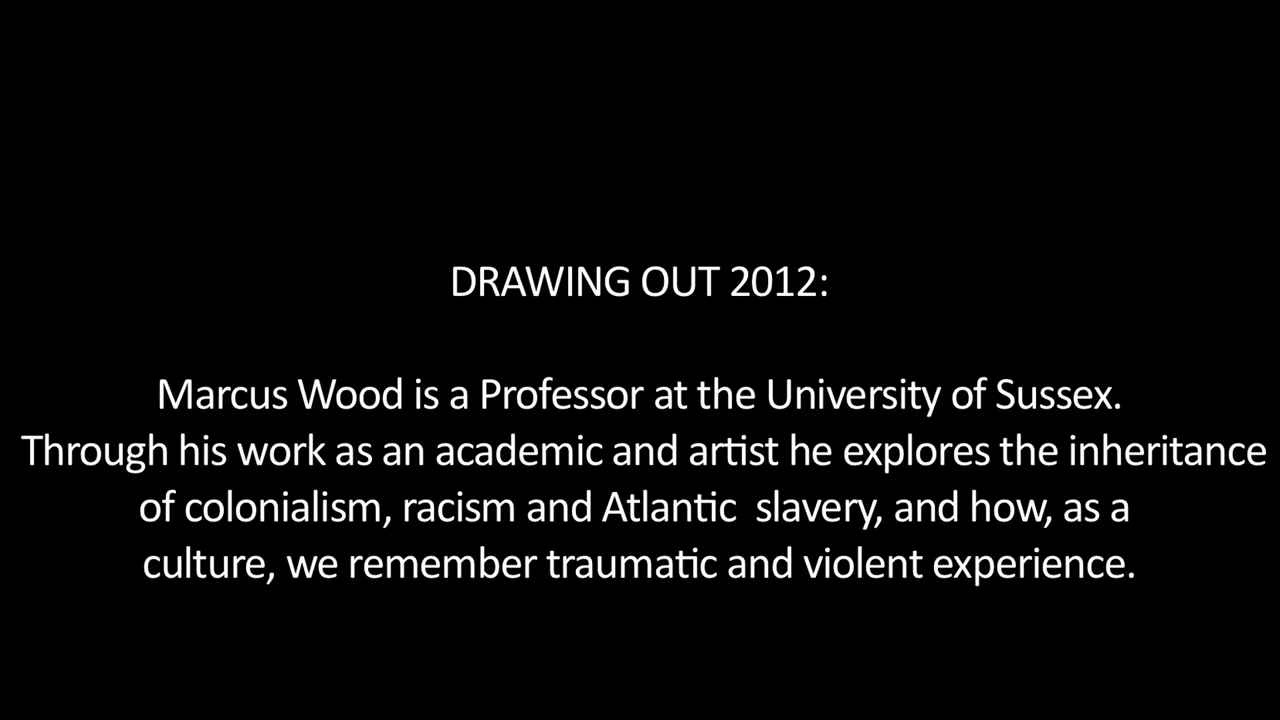 DRAWING OUT 2012:
Marcus Wood is a Professor at the University of Sussex.
Through his work as an academic and artist he explores the inheritance
of colonialism, racism and Atlantic  slavery, and how, as a
culture, we remember traumatic and violent experience.